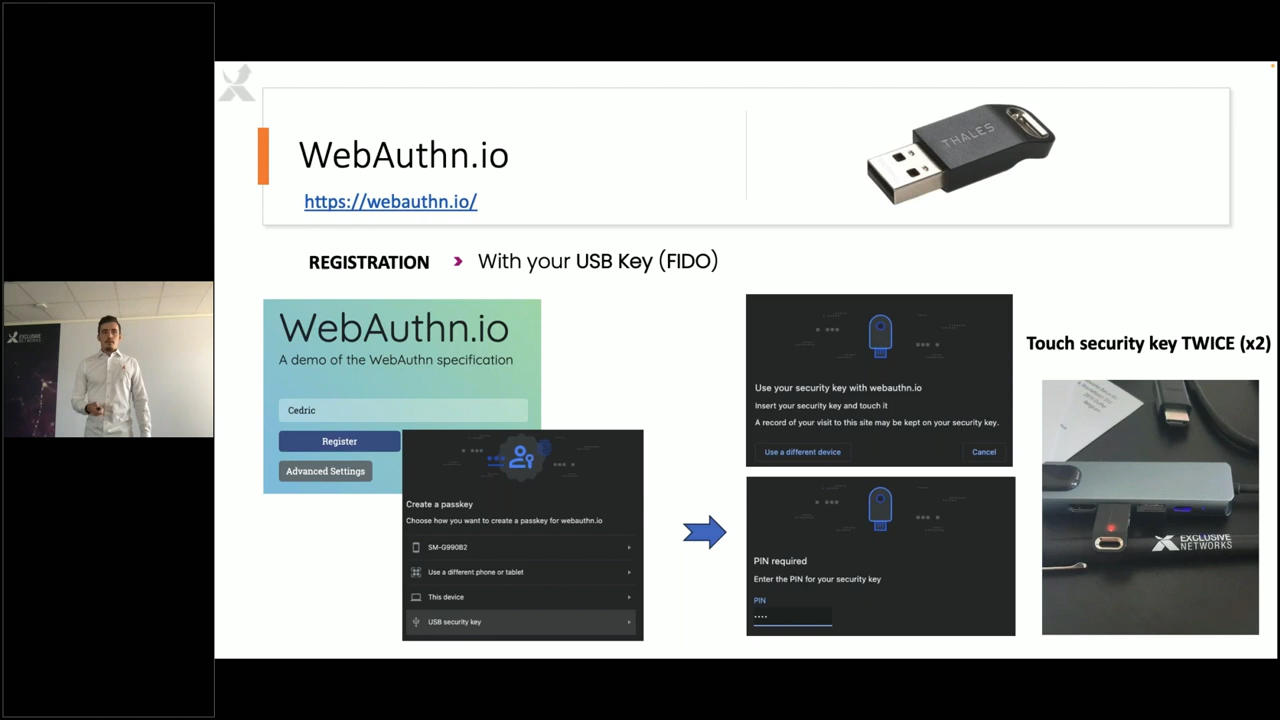 WebAuthn.io
https://webauthn.io/
THALES
REGISTRATION
With your USB Key (FIDO)
WebAuthn.io
A demo of the WebAuthn specification
Cedric
Register
Advanced Settings
Create a passkey
Choose how you want to create a passkey for webauthn.io
SM-G990B2
Use a different phone or tablet
This device
USB security key
Use your security key with webauthn.io
Insert your security key and touch it
A record of your visit to this site may be kept on your security key.
Use a different device
Cancel
PIN required
Enter the PIN for your security key
PIN
Touch security key TWICE (x2)
EXCLUSIVE
NETWORKS
EXCLUSIVE
NETWORKS